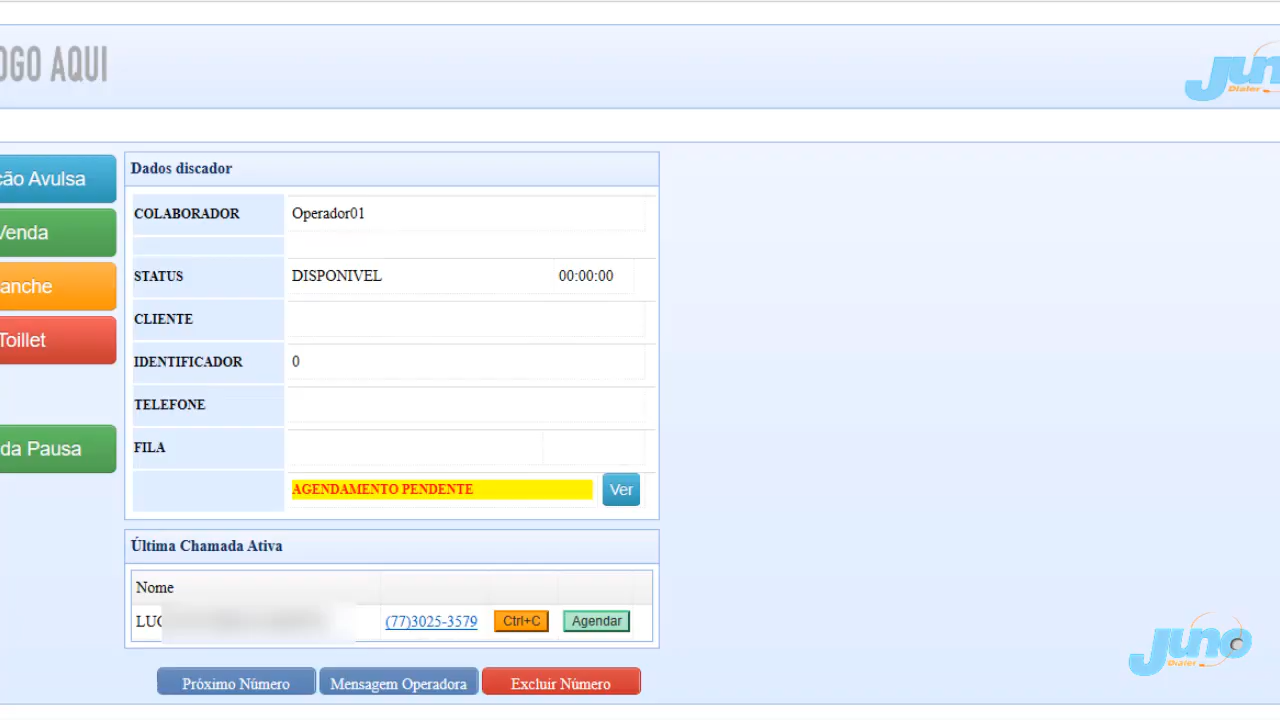 OGO AQUI
Juno
Dialer
ção Avulsa
Venda
anche
Toillet
da Pausa
Dados discador
COLABORADOR Operador01
STATUS DISPONIVEL 00:00:00
CLIENTE
IDENTIFICADOR 0
TELEFONE
FILA
AGENDAMENTO PENDENTE Ver
Última Chamada Ativa
Nome
LUC (77)3025-3579 Ctrl+C Agendar
Próximo Número Mensagem Operadora Excluir Número
Juno
Dialer